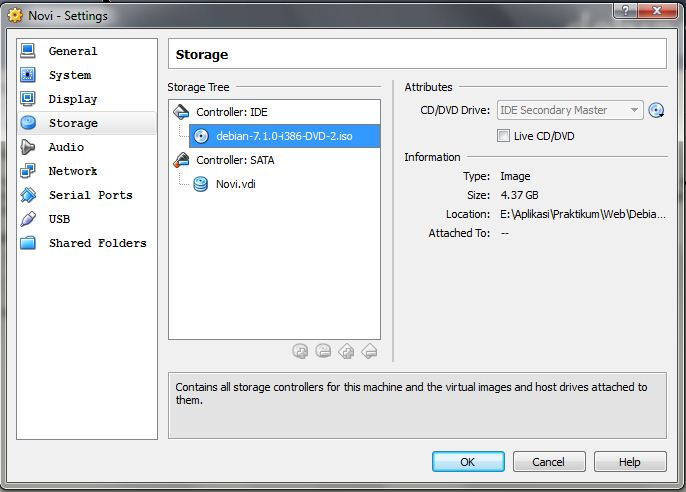 Novi - Settings
General
System
Display
Storage
Audio
Network
Serial Ports
USB
Shared Folders
Storage
Storage Tree
Controller: IDE
debian-7.1.0-i386-DVD-2.iso
Controller: SATA
Novi.vdi
Attributes
CD/DVD Drive: IDE Secondary Master
Live CD/DVD
Information
Type: Image
Size: 4.37 GB
Location: E:\Aplikasi\Praktikum\Web\Debia...
Attached To: --
Contains all storage controllers for this machine and the virtual images and host drives attached to
them.
OK Cancel Help